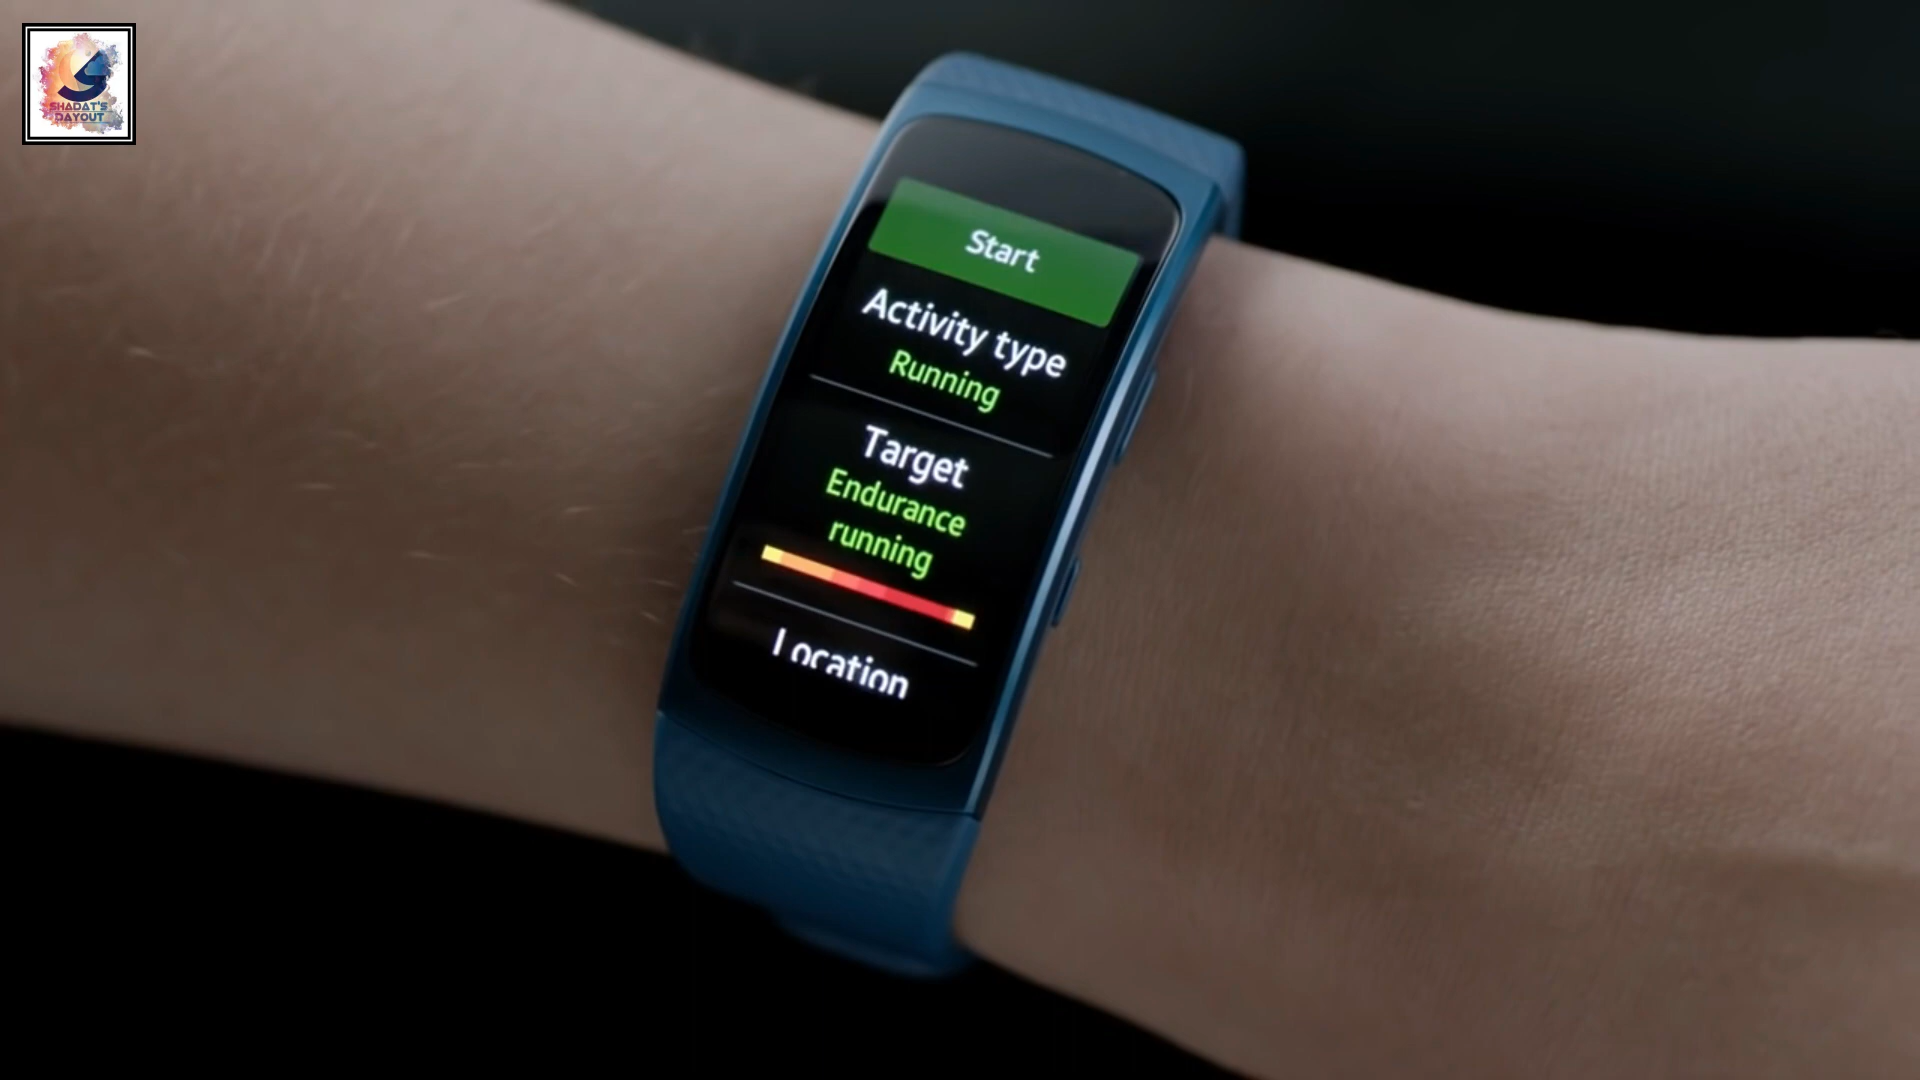 SHADAT'S
DAYOUT
Start
Activity type
Running
Target
Endurance
running
Location